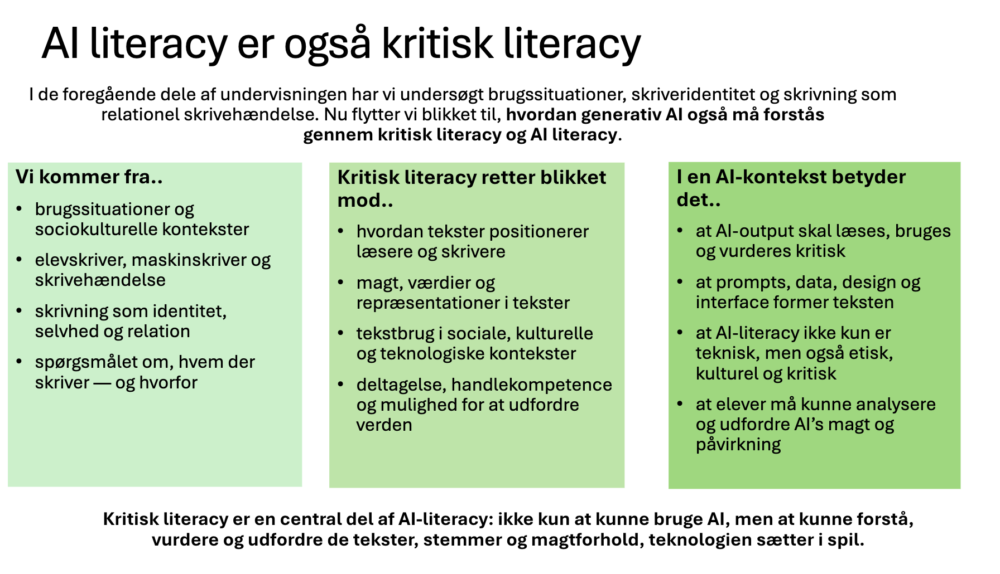 AI literacy er også kritisk literacy
I de foregående dele af undervisningen har vi undersøgt brugssituationer, skriveridentitet og skrivning som
relationel skrivehændelse. Nu flytter vi blikket til, hvordan generativ AI også må forstås
gennem kritisk literacy og AI literacy.
Vi kommer fra..
• brugssituationer og
sociokulturelle kontekster
• elevskriver, maskinskriver og
skrivehændelse
• skrivning som identitet,
selvhed og relation
• spørgsmålet om, hvem der
skriver — og hvorfor
Kritisk literacy retter blikket
mod..
• hvordan tekster positionerer
læsere og skrivere
• magt, værdier og
repræsentationer i tekster
• tekstbrug i sociale, kulturelle
og teknologiske kontekster
• deltagelse, handlekompetence
og mulighed for at udfordre
verden
I en AI-kontekst betyder
det..
• at AI-output skal læses, bruges
og vurderes kritisk
• at prompts, data, design og
interface former teksten
• at AI-literacy ikke kun er
teknisk, men også etisk,
kulturel og kritisk
• at elever må kunne analysere
og udfordre AI’s magt og
påvirkning
Kritisk literacy er en central del af AI-literacy: ikke kun at kunne bruge AI, men at kunne forstå,
vurdere og udfordre de tekster, stemmer og magtforhold, teknologien sætter i spil.